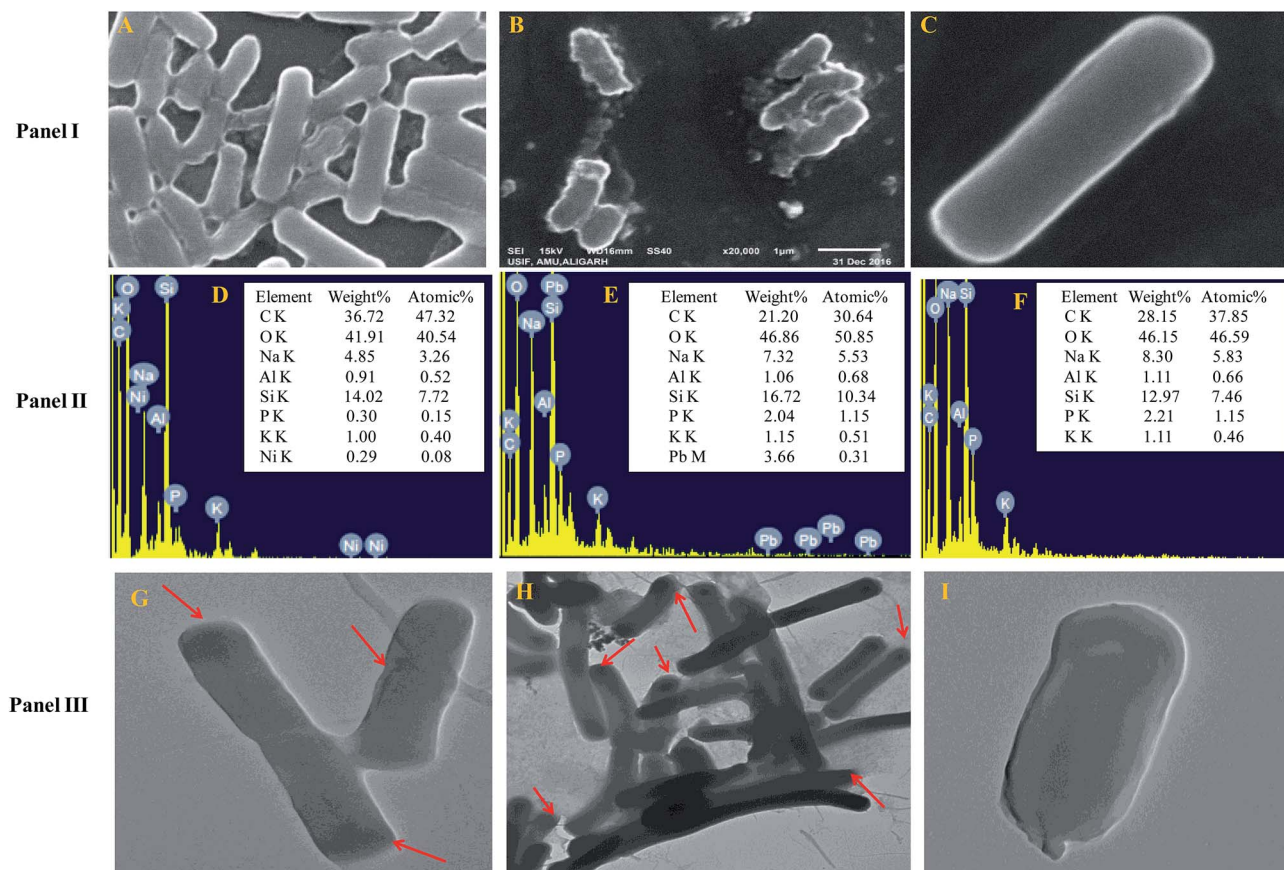 Panel I
A
B
C
SEI 15kV WD16mm SS40 x20,000 1µm
USIF, AMU,ALIGARH 31 Dec 2016
Panel II
D
K
O
C
Si
Na
Ni
Al
P
K
Ni
Ni
Element Weight% Atomic%
C K 36.72 47.32
O K 41.91 40.54
Na K 4.85 3.26
Al K 0.91 0.52
Si K 14.02 7.72
P K 0.30 0.15
K K 1.00 0.40
Ni K 0.29 0.08
E
O
Pb
Si
Na
Al
K
C
P
K
Pb
Pb
Pb
Pb
Element Weight% Atomic%
C K 21.20 30.64
O K 46.86 50.85
Na K 7.32 5.53
Al K 1.06 0.68
Si K 16.72 10.34
P K 2.04 1.15
K K 1.15 0.51
Pb M 3.66 0.31
F
Na
Si
O
K
C
Al
P
K
Element Weight% Atomic%
C K 28.15 37.85
O K 46.15 46.59
Na K 8.30 5.83
Al K 1.11 0.66
Si K 12.97 7.46
P K 2.21 1.15
K K 1.11 0.46
Panel III
G
H
I